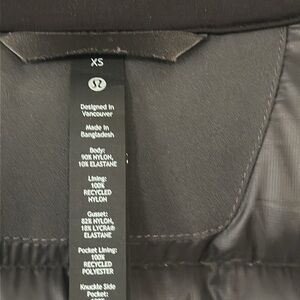 XS
Designed in
Vancouver
Made in
Bangladesh
Body:
90% NYLON,
10% ELASTANE
Lining:
100%
RECYCLED
NYLON
Gusset:
82% NYLON,
18% LYCRA®
ELASTANE
Pocket Lining:
100%
RECYCLED
POLYESTER
Knuckle Side
Pocket: